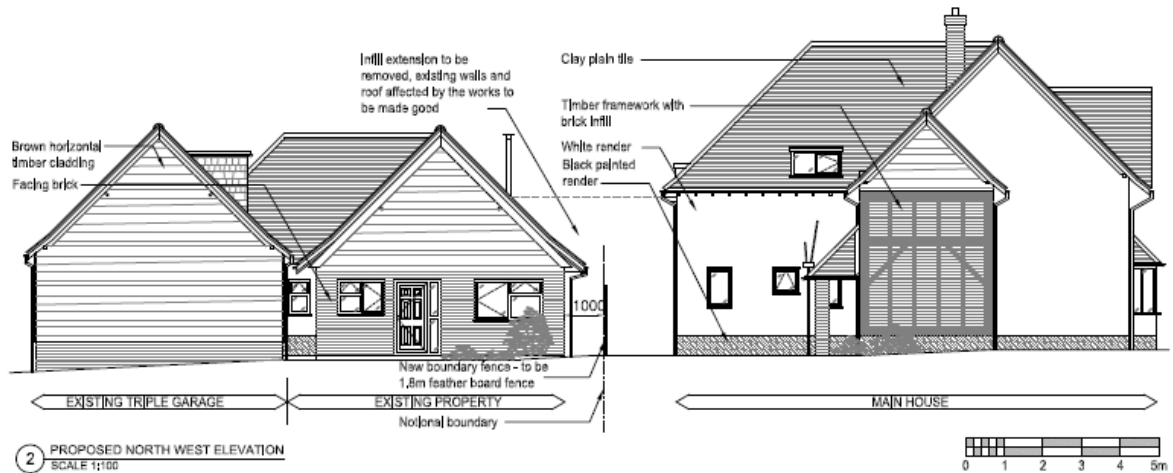 Infill extension to be
removed, existing walls and
roof affected by the works to
be made good
Clay plain tile
Timber framework with
brick infill
White render
Black painted
render
Brown horizontal
timber cladding
Facing brick
1000
New boundary fence - to be
1.8m feather board fence
EXISTING TRIPLE GARAGE
EXISTING PROPERTY
MAIN HOUSE
Notional boundary
2 PROPOSED NORTH WEST ELEVATION
SCALE 1:100
0 1 2 3 4 5m